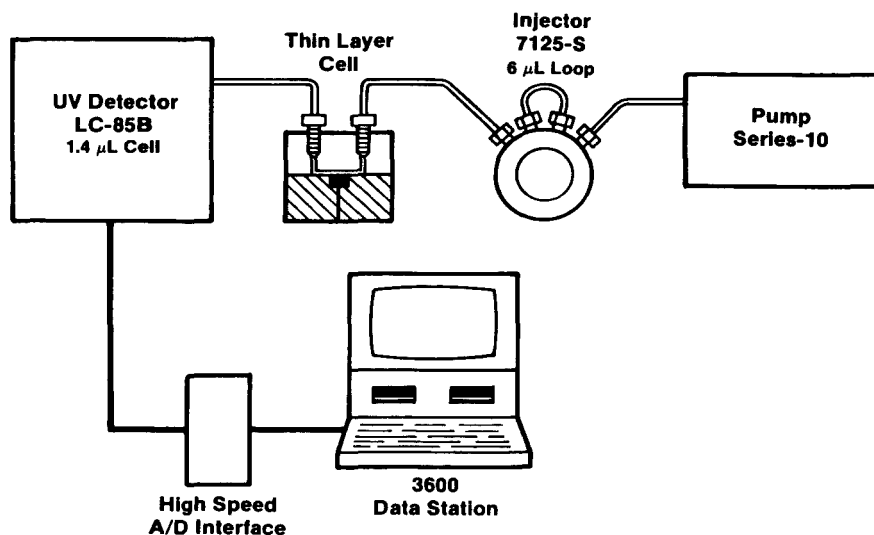 Injector
7125-S
6 μL Loop
Thin Layer
Cell
UV Detector
LC-85B
1.4 μL Cell
Pump
Series-10
3600
Data Station
High Speed
A/D Interface